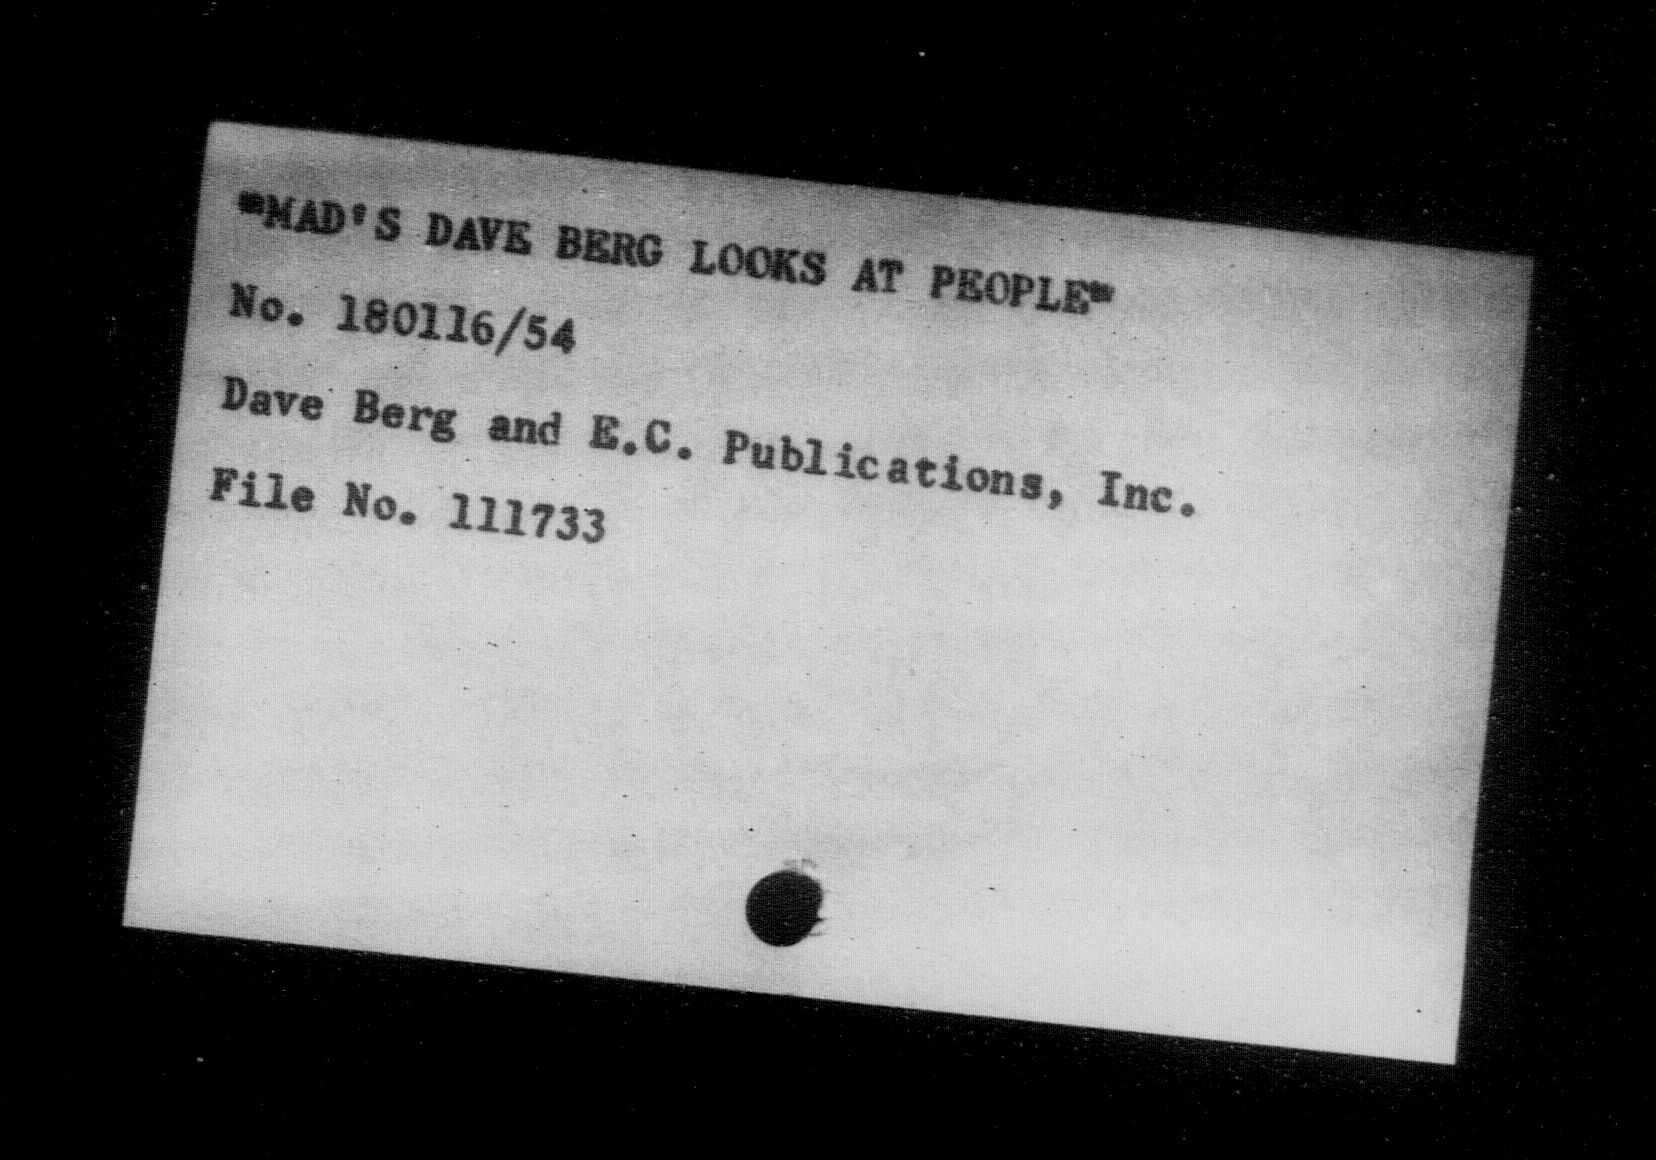 "MAD'S DAVE BERG LOOKS AT PEOPLE"
No. 180116/54
Dave Berg and E.C. Publications, Inc.
File No. 111733